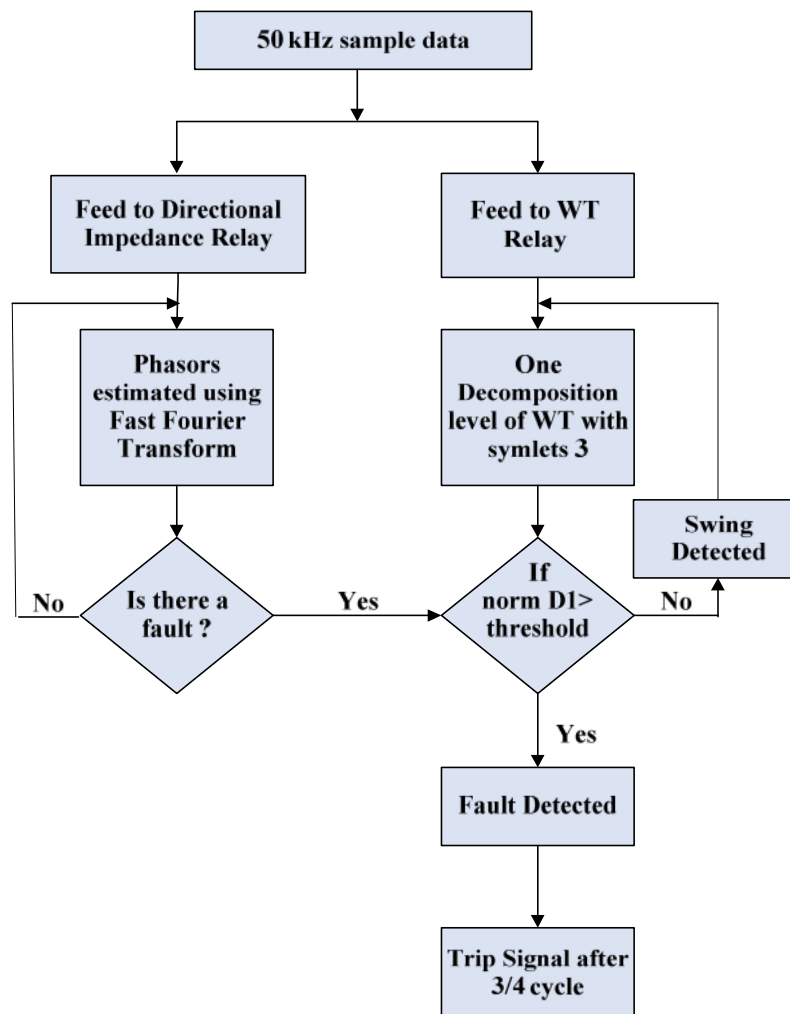 50 kHz sample data
Feed to Directional
Impedance Relay
Feed to WT
Relay
Phasors
estimated using
Fast Fourier
Transform
One
Decomposition
level of WT with
symlets 3
Swing
Detected
Is there a
fault ?
No
Yes
If
norm D1>
threshold
No
Yes
Fault Detected
Trip Signal after
3/4 cycle